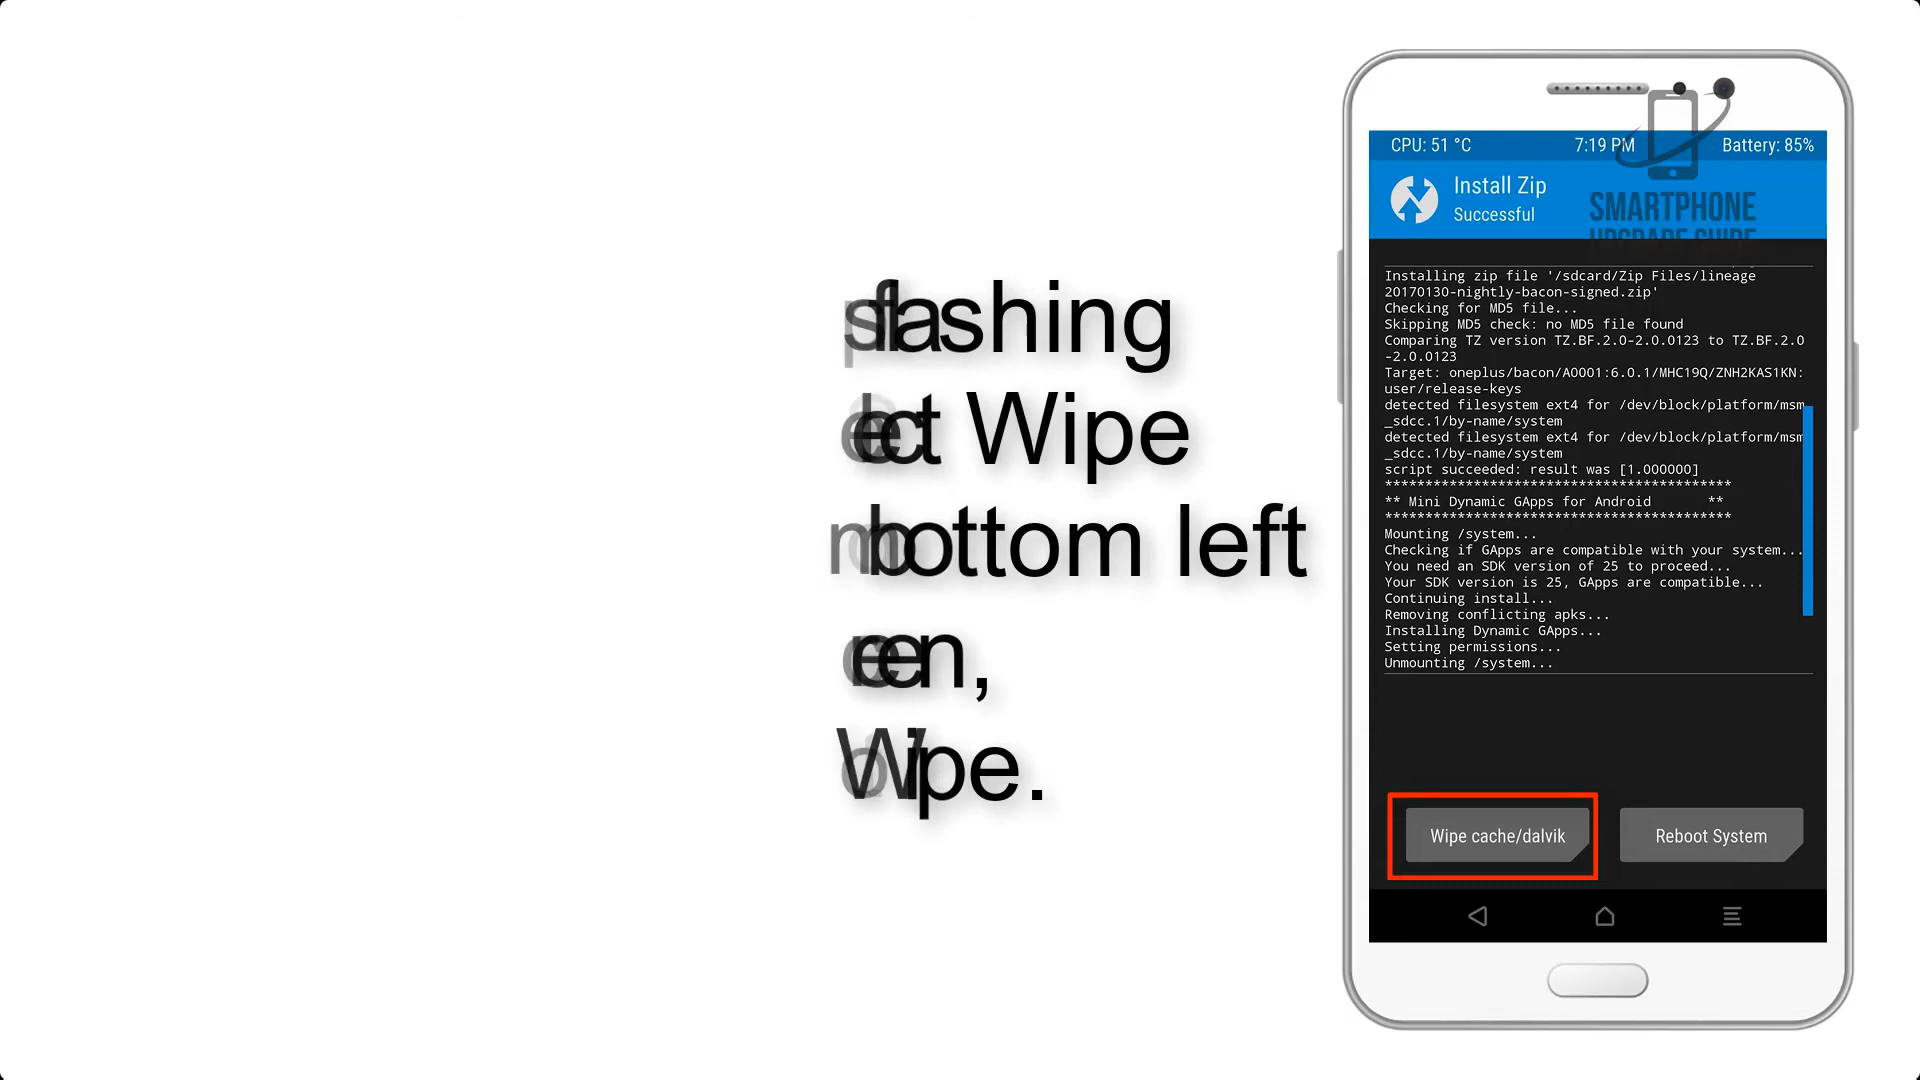 flashing
lect Wipe
bottom left
reen,
Wipe.
CPU: 51 °C 7:19 PM Battery: 85%
Install Zip
Successful
SMARTPHONE
UPGRADE GUIDE
Installing zip file '/sdcard/Zip Files/lineage
20170130-nightly-bacon-signed.zip'
Checking for MD5 file...
Skipping MD5 check: no MD5 file found
Comparing TZ version TZ.BF.2.0-2.0.0123 to TZ.BF.2.0
-2.0.0123
Target: oneplus/bacon/A0001:6.0.1/MHC19Q/ZNH2KAS1KN:
user/release-keys
detected filesystem ext4 for /dev/block/platform/msm
_sdcc.1/by-name/system
detected filesystem ext4 for /dev/block/platform/msm
_sdcc.1/by-name/system
script succeeded: result was [1.000000]
*******************************************
** Mini Dynamic GApps for Android **
*******************************************
Mounting /system...
Checking if GApps are compatible with your system...
You need an SDK version of 25 to proceed...
Your SDK version is 25, GApps are compatible...
Continuing install...
Removing conflicting apks...
Installing Dynamic GApps...
Setting permissions...
Unmounting /system...
Wipe cache/dalvik
Reboot System